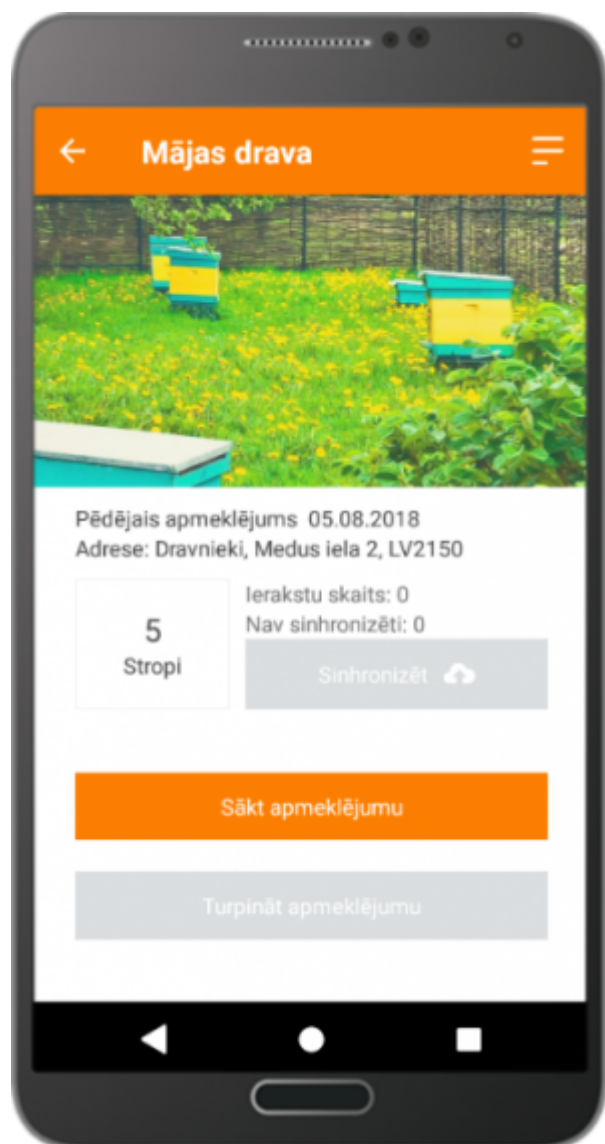 Mājas drava
Pēdējais apmeklējums 05.08.2018
Adrese: Dravnieki, Medus iela 2, LV2150
5
Stropi
Ierakstu skaits: 0
Nav sinhronizēti: 0
Sinhronizēt
Sākt apmeklējumu
Turpināt apmeklējumu